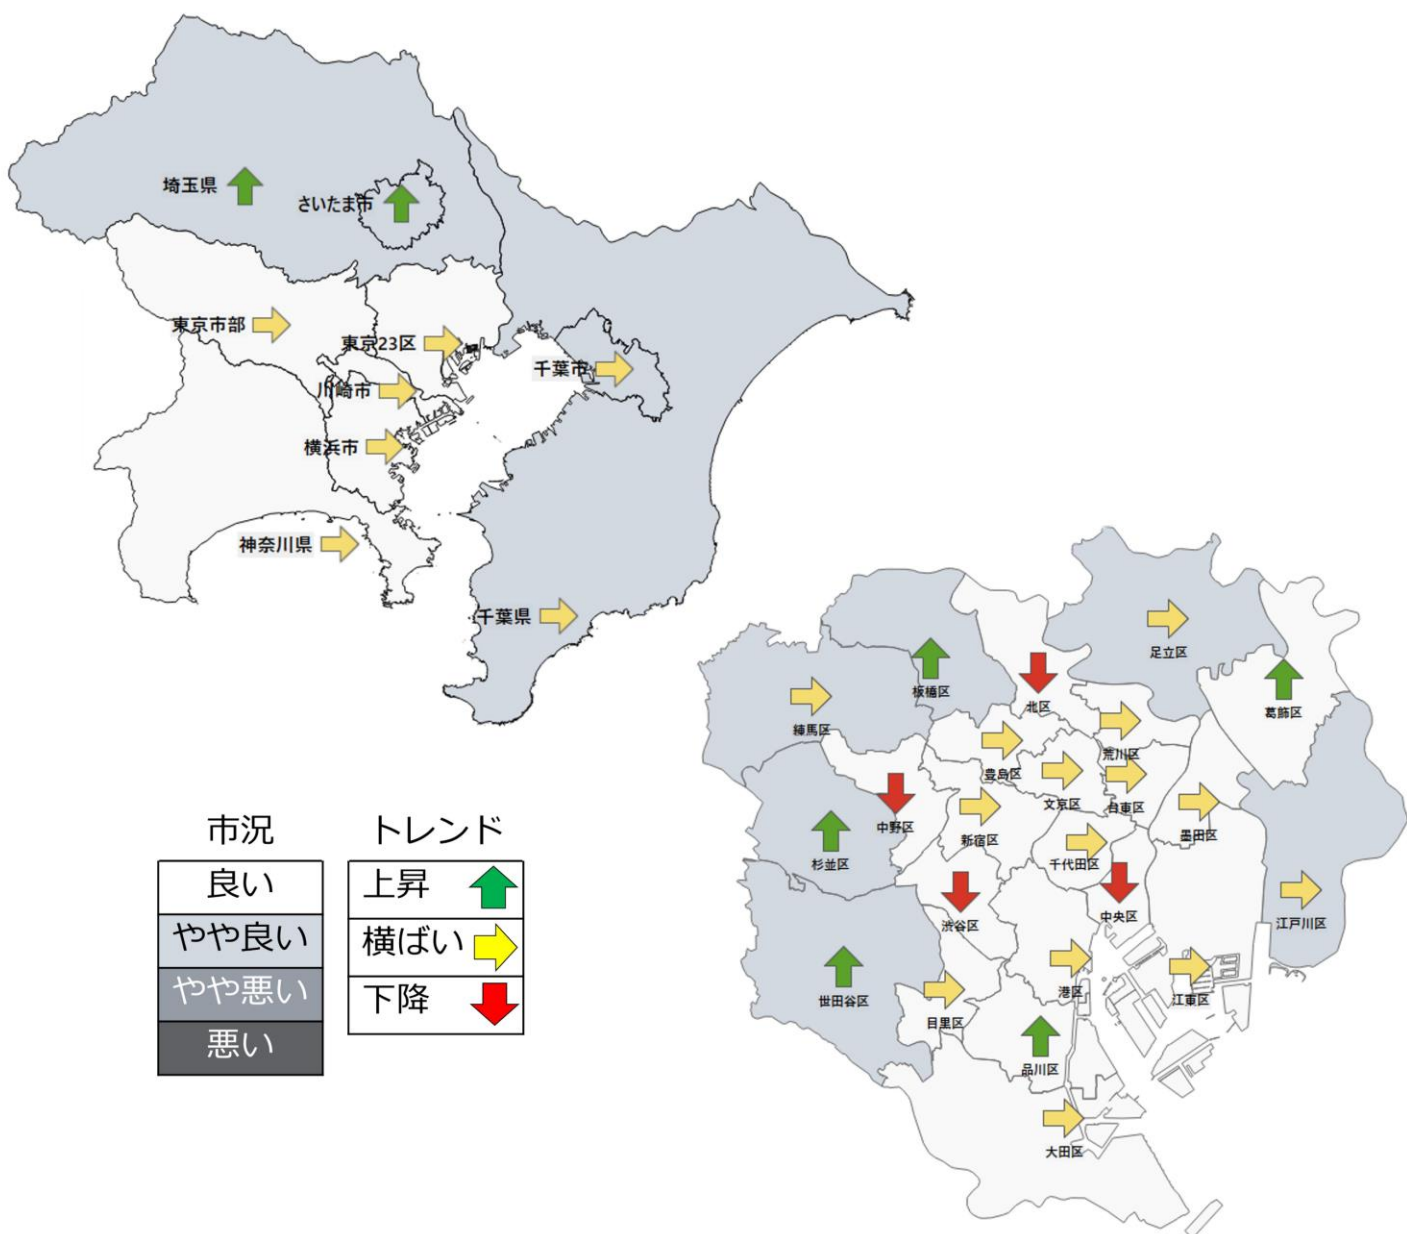 埼玉県
さいたま市
東京市部
東京23区
千葉市
川崎市
横浜市
神奈川県
千葉県
足立区
板橋区
北区
葛飾区
練馬区
荒川区
豊島区
文京区
台東区
中野区
新宿区
墨田区
杉並区
千代田区
中央区
渋谷区
江戸川区
世田谷区
港区
江東区
目黒区
品川区
大田区
市況
良い
やや良い
やや悪い
悪い
トレンド
上昇
横ばい
下降